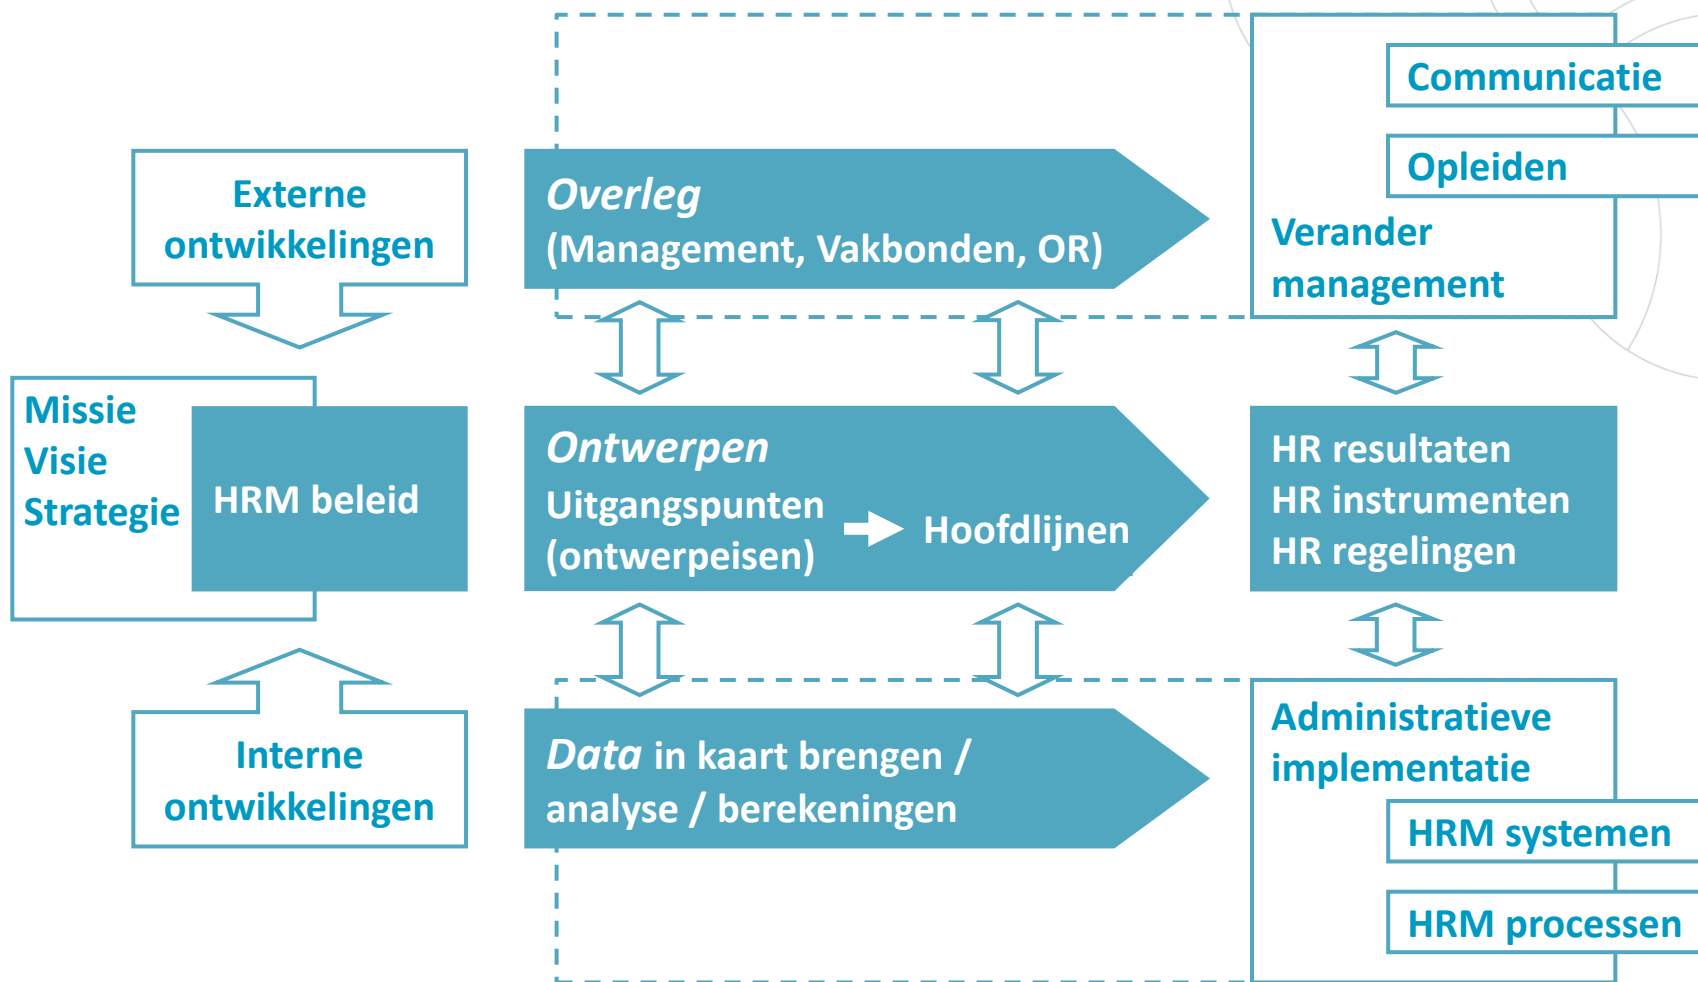 Communicatie
Opleiden
Verander
management
Externe
ontwikkelingen
Overleg
(Management, Vakbonden, OR)
Missie
Visie
Strategie
HRM beleid
Ontwerpen
Uitgangspunten
(ontwerpeisen)
Hoofdlijnen
HR resultaten
HR instrumenten
HR regelingen
Interne
ontwikkelingen
Data in kaart brengen /
analyse / berekeningen
Administratieve
implementatie
HRM systemen
HRM processen